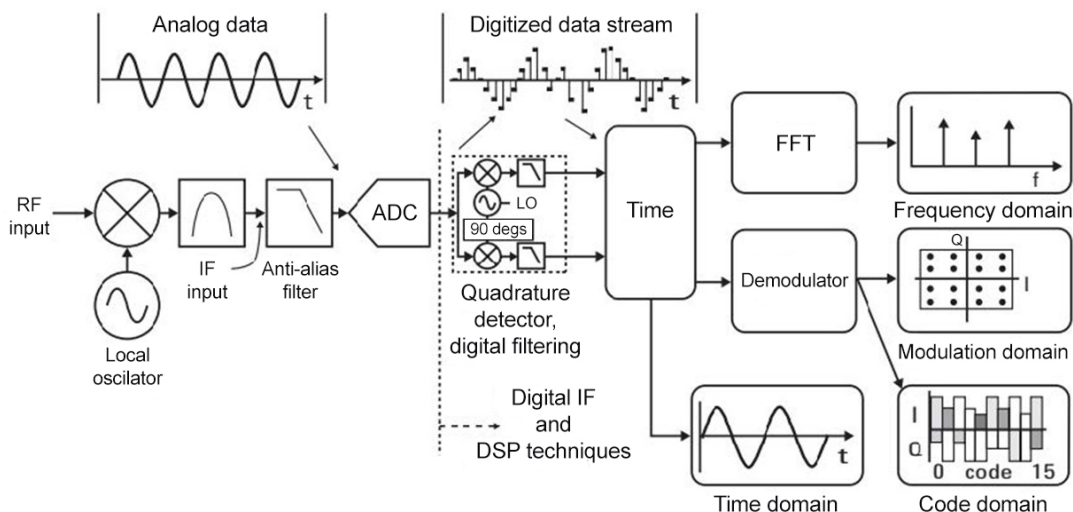 Analog data
t
Digitized data stream
t
RF
input
IF
input
Anti-alias
filter
Local
oscilator
ADC
LO
90 degs
Quadrature
detector,
digital filtering
Digital IF
and
DSP techniques
Time
FFT
f
Frequency domain
Demodulator
Q
I
Modulation domain
t
Time domain
I
Q
0 code 15
Code domain